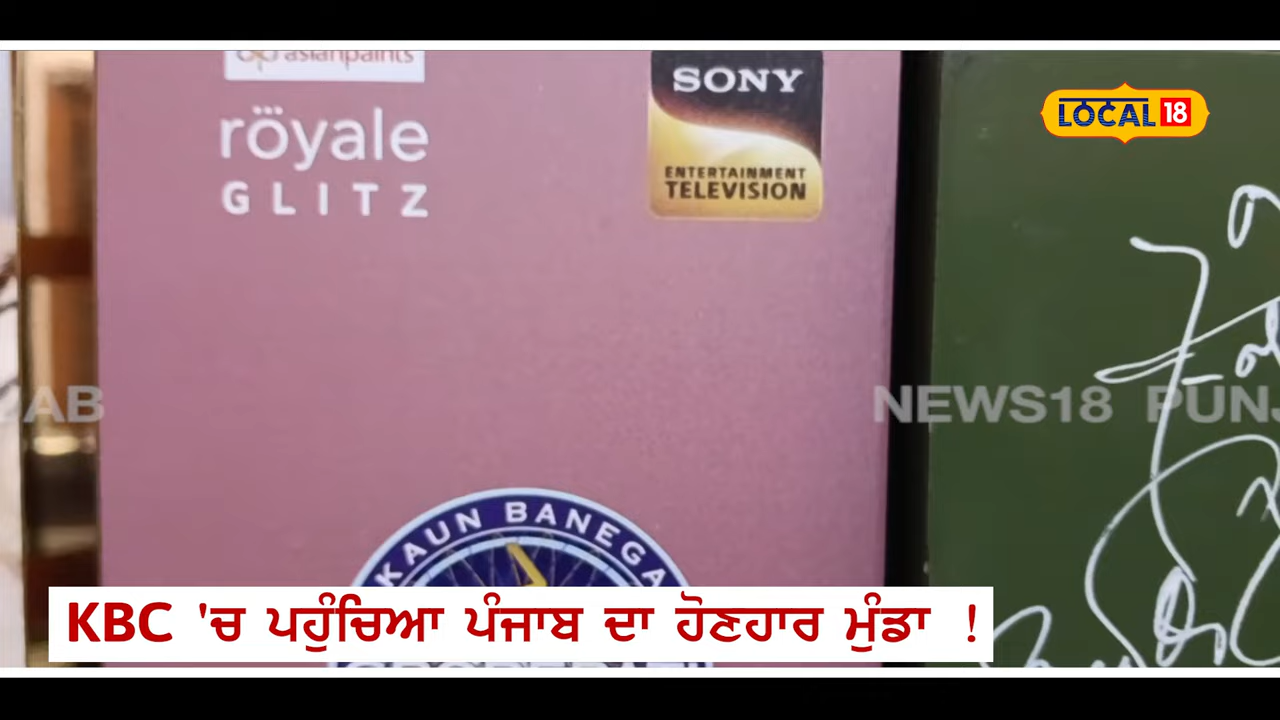 asianpaints
röyale
GLITZ
SONY
ENTERTAINMENT
TELEVISION
LOCAL 18
NEWS18 PUNJ
KAUN BANEGA
KBC 'ਚ ਪਹੁੰਚਿਆ ਪੰਜਾਬ ਦਾ ਹੋਣਹਾਰ ਮੁੰਡਾ !